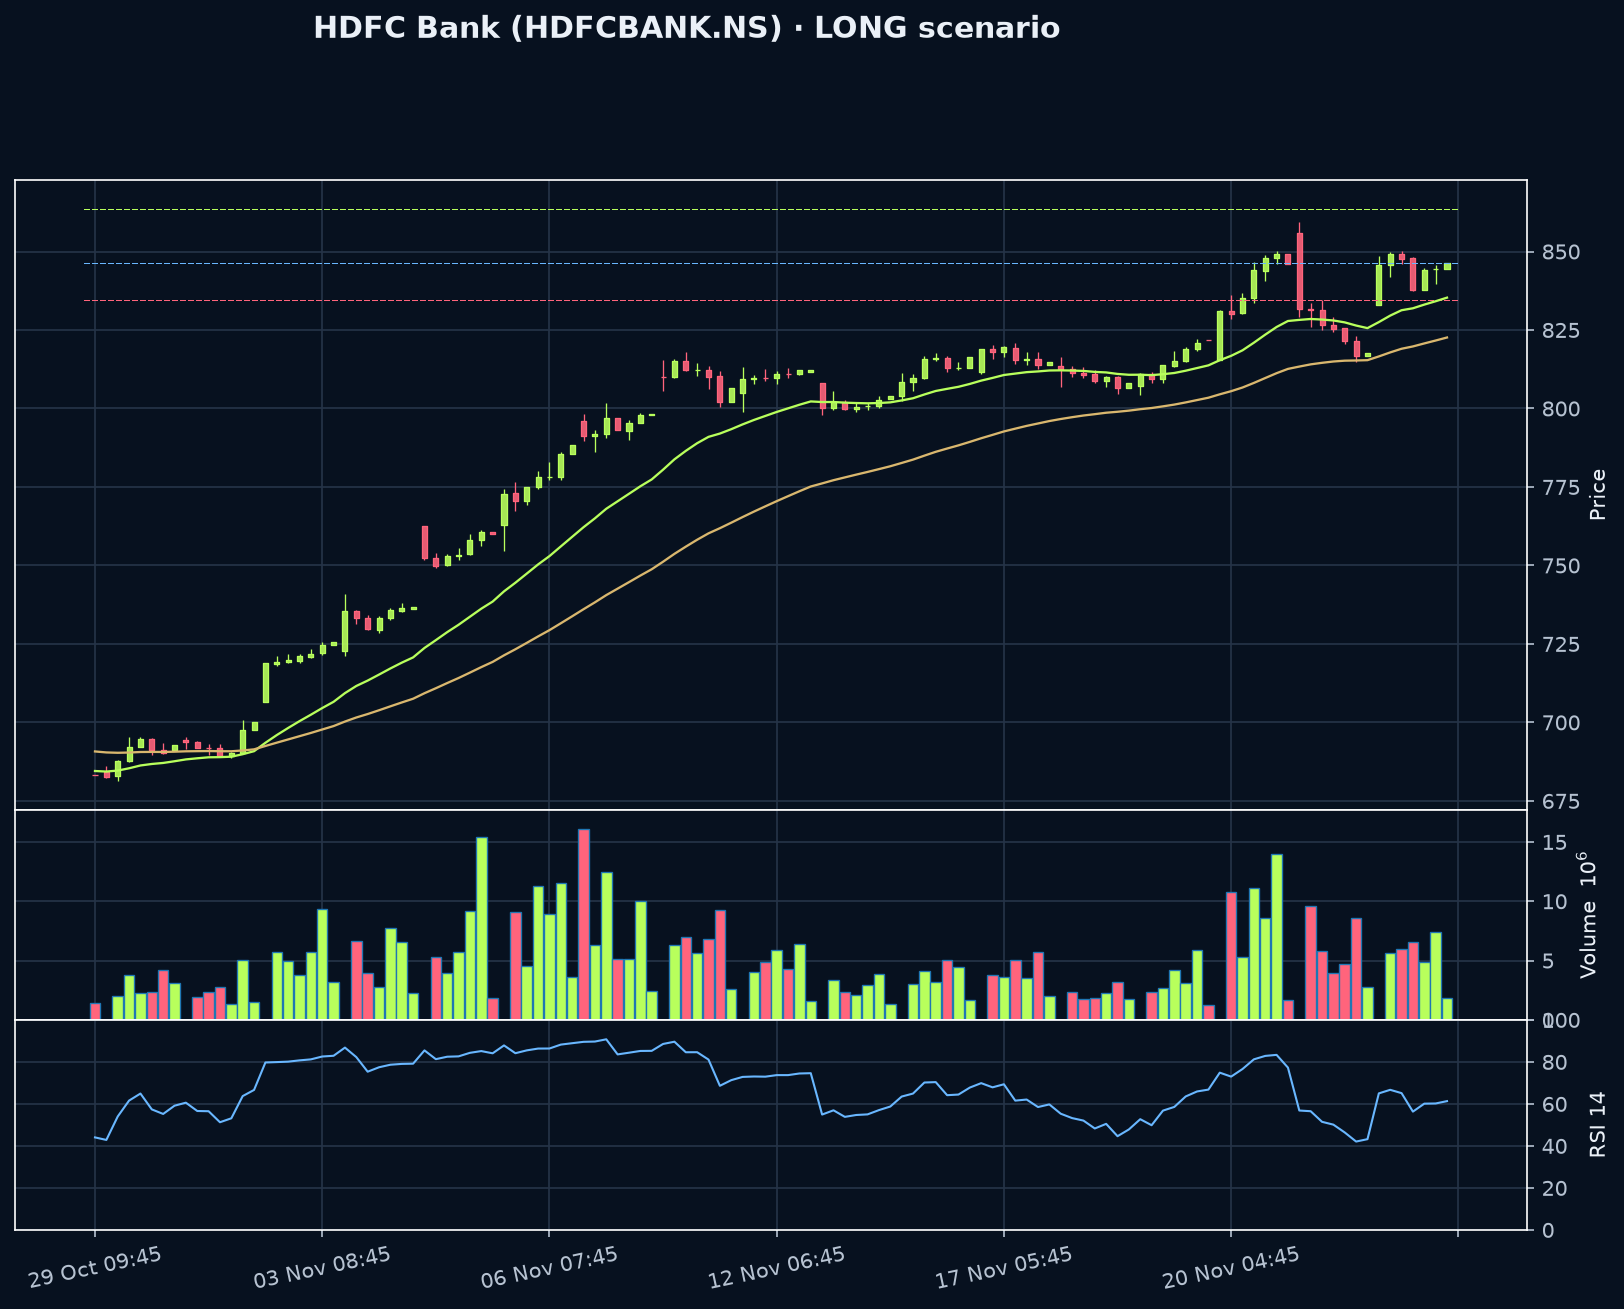 HDFC Bank (HDFCBANK.NS) · LONG scenario
850
825
800
775
750
725
700
675
Price
15
10
5
0
Volume 10⁶
100
80
60
40
20
0
RSI 14
29 Oct 09:45
03 Nov 08:45
06 Nov 07:45
12 Nov 06:45
17 Nov 05:45
20 Nov 04:45